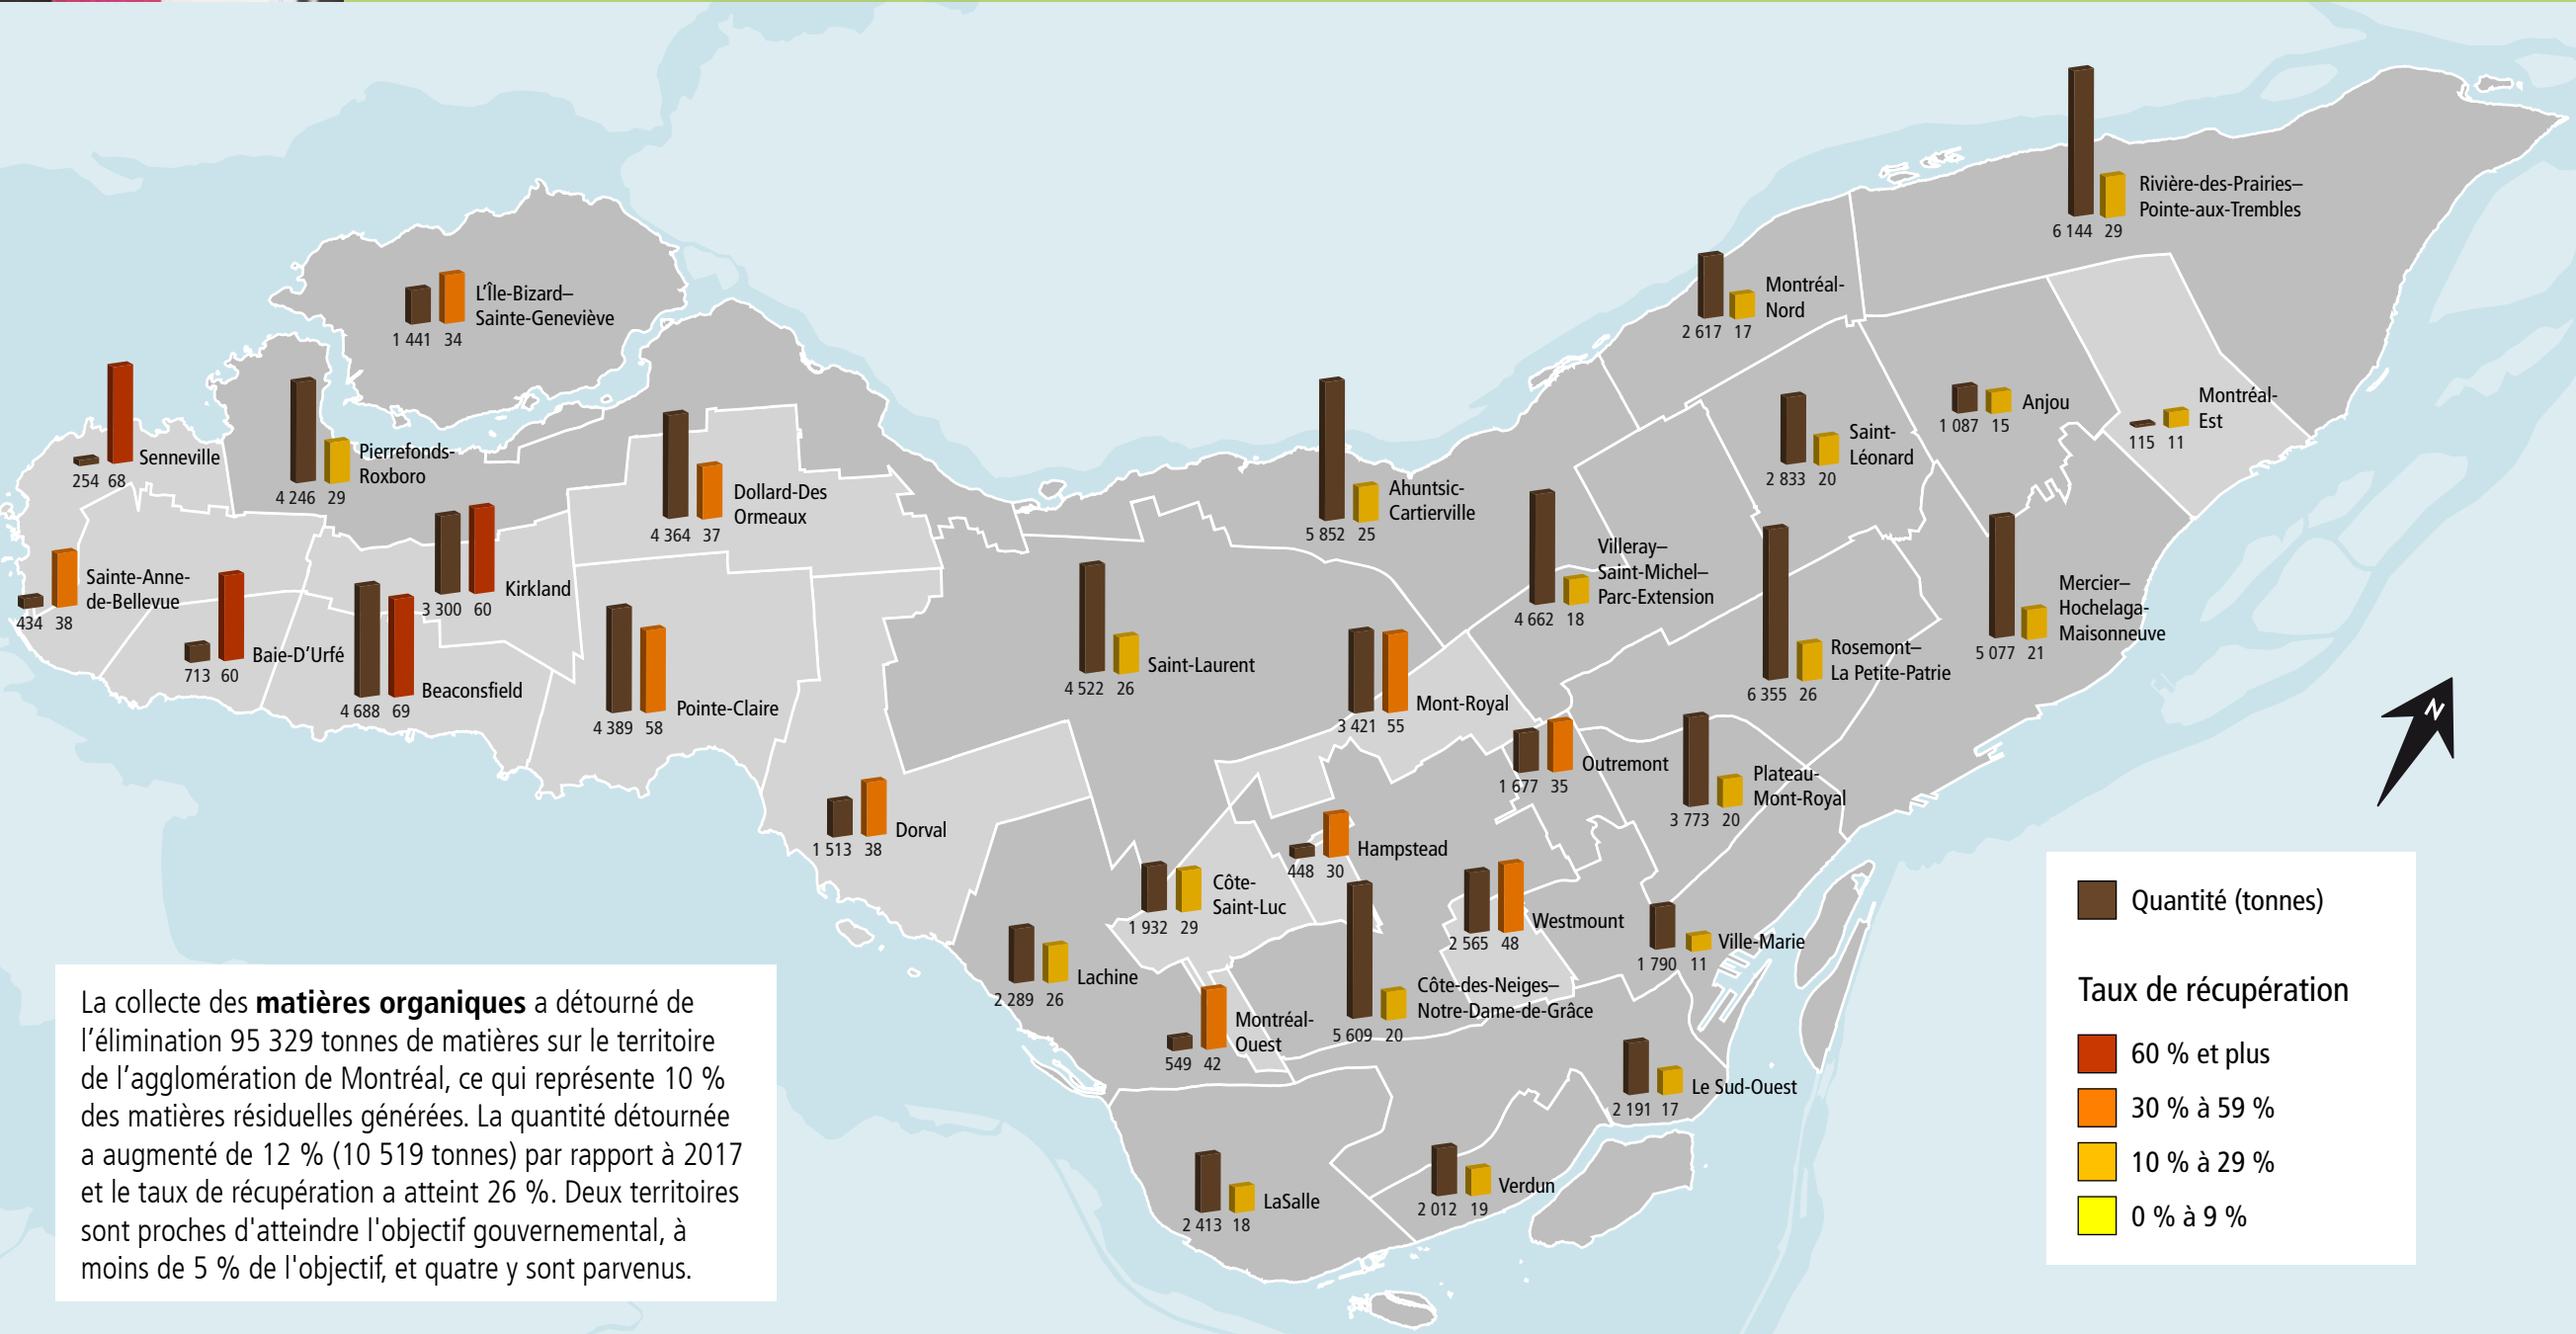 Rivière-des-Prairies–
Pointe-aux-Trembles
6 144 29
L'Île-Bizard–
Sainte-Geneviève
1 441 34
Montréal-
Nord
2 617 17
Senneville
254 68
Pierrefonds-
Roxboro
4 246 29
Dollard-Des
Ormeaux
4 364 37
Ahuntsic-
Cartierville
5 852 25
Saint-
Léonard
2 833 20
Anjou
1 087 15
Montréal-
Est
115 11
Sainte-Anne-
de-Bellevue
434 38
Baie-D'Urfé
713 60
Kirkland
3 300 60
Beaconsfield
4 688 69
Pointe-Claire
4 389 58
Saint-Laurent
4 522 26
Villeray–
Saint-Michel–
Parc-Extension
4 662 18
Mont-Royal
3 421 55
Rosemont–
La Petite-Patrie
6 355 26
Mercier–
Hochelaga-
Maisonneuve
5 077 21
Outremont
1 677 35
Plateau-
Mont-Royal
3 773 20
Dorval
1 513 38
Hampstead
448 30
Côte-
Saint-Luc
1 932 29
Westmount
2 565 48
Ville-Marie
1 790 11
Lachine
2 289 26
Montréal-
Ouest
549 42
Côte-des-Neiges–
Notre-Dame-de-Grâce
5 609 20
Le Sud-Ouest
2 191 17
LaSalle
2 413 18
Verdun
2 012 19
N
La collecte des matières organiques a détourné de
l'élimination 95 329 tonnes de matières sur le territoire
de l'agglomération de Montréal, ce qui représente 10 %
des matières résiduelles générées. La quantité détournée
a augmenté de 12 % (10 519 tonnes) par rapport à 2017
et le taux de récupération a atteint 26 %. Deux territoires
sont proches d'atteindre l'objectif gouvernemental, à
moins de 5 % de l'objectif, et quatre y sont parvenus.
Quantité (tonnes)
Taux de récupération
60 % et plus
30 % à 59 %
10 % à 29 %
0 % à 9 %